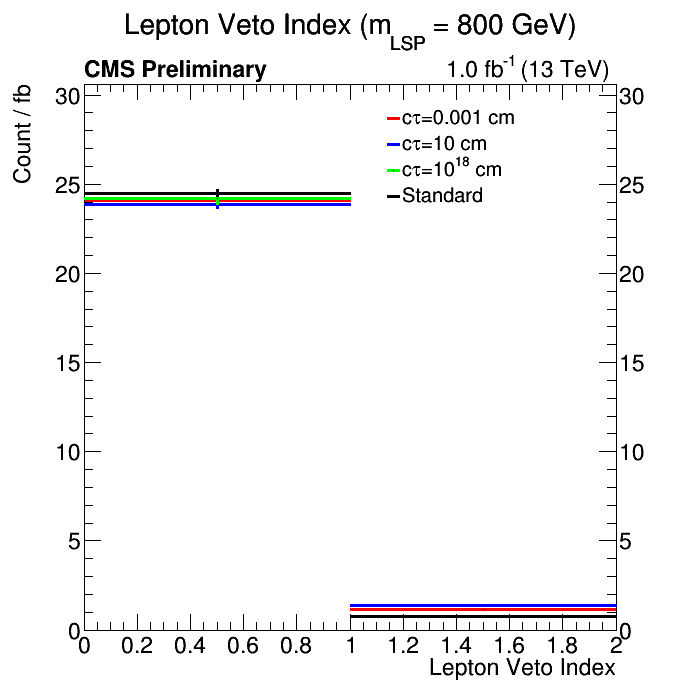 Lepton Veto Index (m_LSP = 800 GeV)
CMS Preliminary 1.0 fb⁻¹ (13 TeV)
Count / fb
30 30
cτ=0.001 cm
cτ=10 cm
cτ=10¹⁸ cm
Standard
25 25
20 20
15 15
10 10
5 5
0 0
0 0.2 0.4 0.6 0.8 1 1.2 1.4 1.6 1.8 2
Lepton Veto Index